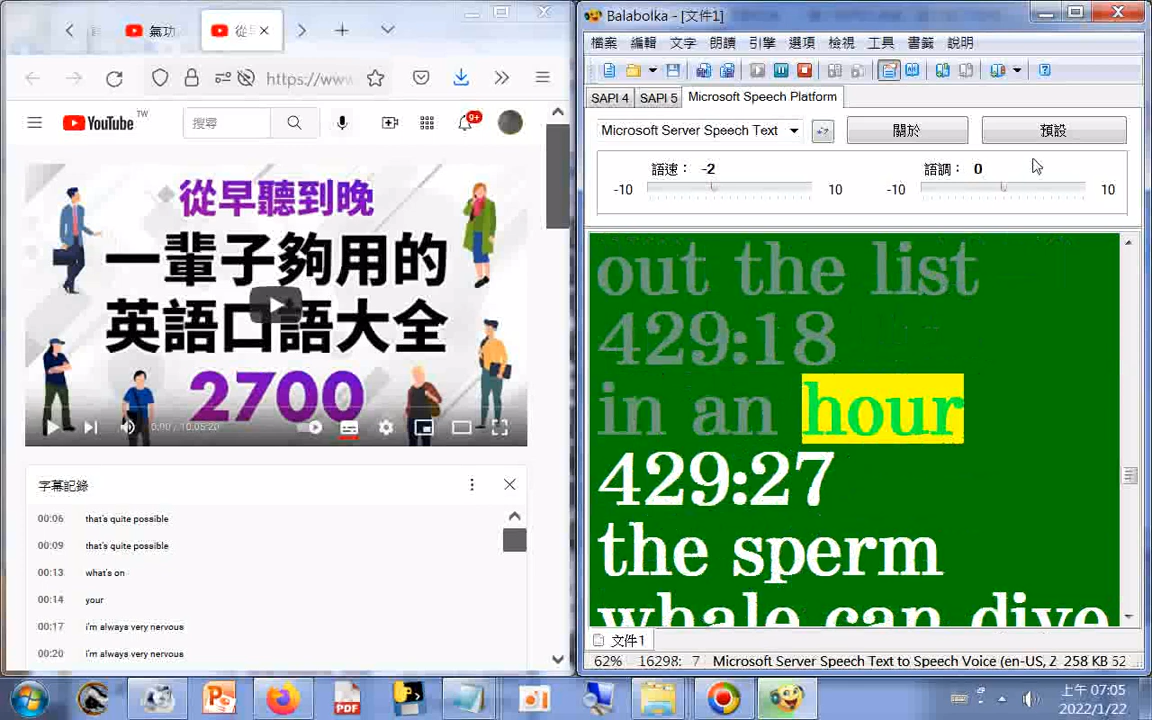 氣功
從
https://www
YouTube TW
搜尋
9+
從早聽到晚
一輩子夠用的
英語口語大全
2700
0:00 / 10:05:20
字幕記錄
00:06 that's quite possible
00:09 that's quite possible
00:13 what's on
00:14 your
00:17 i'm always very nervous
00:20 i'm always very nervous
Balabolka - [文件1]
檔案 編輯 文字 朗讀 引擎 選項 檢視 工具 書籤 說明
SAPI 4 SAPI 5 Microsoft Speech Platform
Microsoft Server Speech Text 關於 預設
語速： -2 語調： 0
-10 10 -10 10
out the list
429:18
in an hour
429:27
the sperm
whale can dive
文件1
62% 16298: 7 Microsoft Server Speech Text to Speech Voice (en-US, Z 258 KB 52
PDF
上午 07:05
2022/1/22